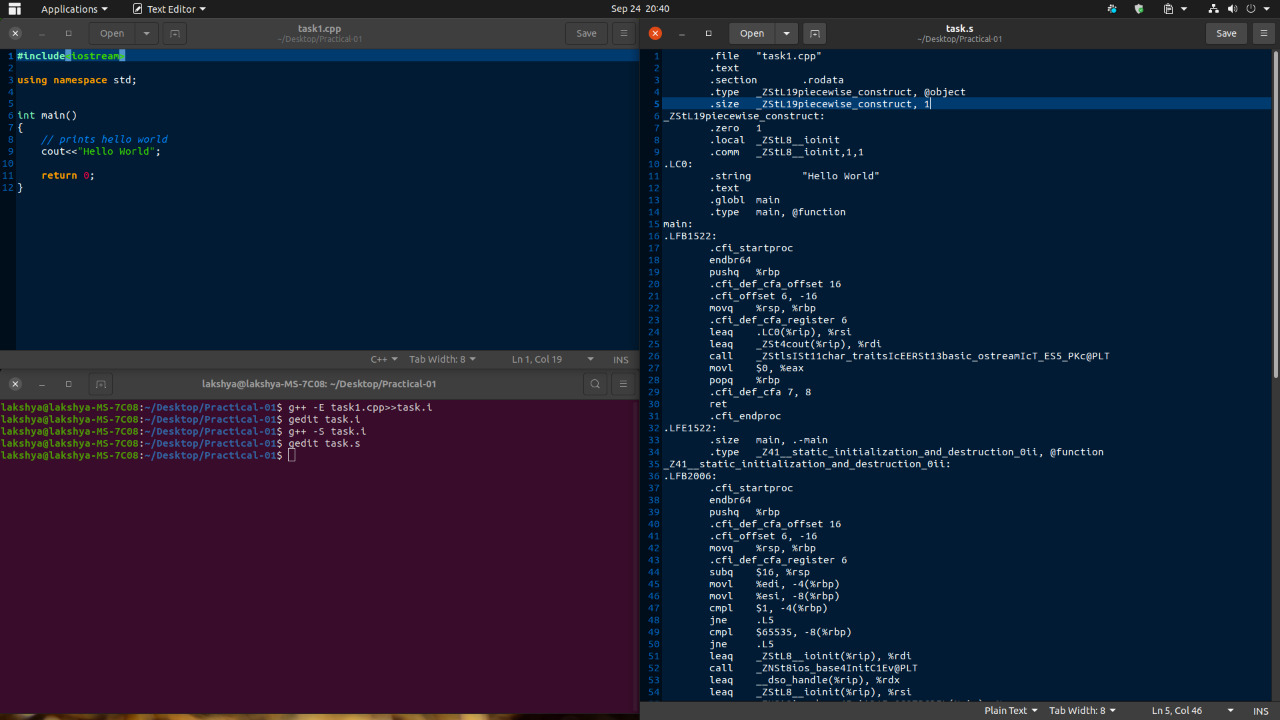 Applications
Text Editor
Sep 24 20:40
Open
task1.cpp
~/Desktop/Practical-01
Save
1 #include<iostream>
2
3 using namespace std;
4
5
6 int main()
7 {
8     // prints hello world
9     cout<<"Hello World";
10
11     return 0;
12 }
C++
Tab Width: 8
Ln 1, Col 19
INS
lakshya@lakshya-MS-7C08: ~/Desktop/Practical-01
lakshya@lakshya-MS-7C08:~/Desktop/Practical-01$ g++ -E task1.cpp>>task.i
lakshya@lakshya-MS-7C08:~/Desktop/Practical-01$ gedit task.i
lakshya@lakshya-MS-7C08:~/Desktop/Practical-01$ g++ -S task.i
lakshya@lakshya-MS-7C08:~/Desktop/Practical-01$ gedit task.s
lakshya@lakshya-MS-7C08:~/Desktop/Practical-01$
Open
task.s
~/Desktop/Practical-01
Save
1 .file "task1.cpp"
2 .text
3 .section .rodata
4 .type _ZStL19piecewise_construct, @object
5 .size _ZStL19piecewise_construct, 1
6 _ZStL19piecewise_construct:
7 .zero 1
8 .local _ZStL8__ioinit
9 .comm _ZStL8__ioinit,1,1
10 .LC0:
11 .string "Hello World"
12 .text
13 .globl main
14 .type main, @function
15 main:
16 .LFB1522:
17 .cfi_startproc
18 endbr64
19 pushq %rbp
20 .cfi_def_cfa_offset 16
21 .cfi_offset 6, -16
22 movq %rsp, %rbp
23 .cfi_def_cfa_register 6
24 leaq .LC0(%rip), %rsi
25 leaq _ZSt4cout(%rip), %rdi
26 call _ZStlsISt11char_traitsIcEERSt13basic_ostreamIcT_ES5_PKc@PLT
27 movl $0, %eax
28 popq %rbp
29 .cfi_def_cfa 7, 8
30 ret
31 .cfi_endproc
32 .LFE1522:
33 .size main, .-main
34 .type _Z41__static_initialization_and_destruction_0ii, @function
35 _Z41__static_initialization_and_destruction_0ii:
36 .LFB2006:
37 .cfi_startproc
38 endbr64
39 pushq %rbp
40 .cfi_def_cfa_offset 16
41 .cfi_offset 6, -16
42 movq %rsp, %rbp
43 .cfi_def_cfa_register 6
44 subq $16, %rsp
45 movl %edi, -4(%rbp)
46 movl %esi, -8(%rbp)
47 cmpl $1, -4(%rbp)
48 jne .L5
49 cmpl $65535, -8(%rbp)
50 jne .L5
51 leaq _ZStL8__ioinit(%rip), %rdi
52 call _ZNSt8ios_base4InitC1Ev@PLT
53 leaq __dso_handle(%rip), %rdx
54 leaq _ZStL8__ioinit(%rip), %rsi
Plain Text
Tab Width: 8
Ln 5, Col 46
INS